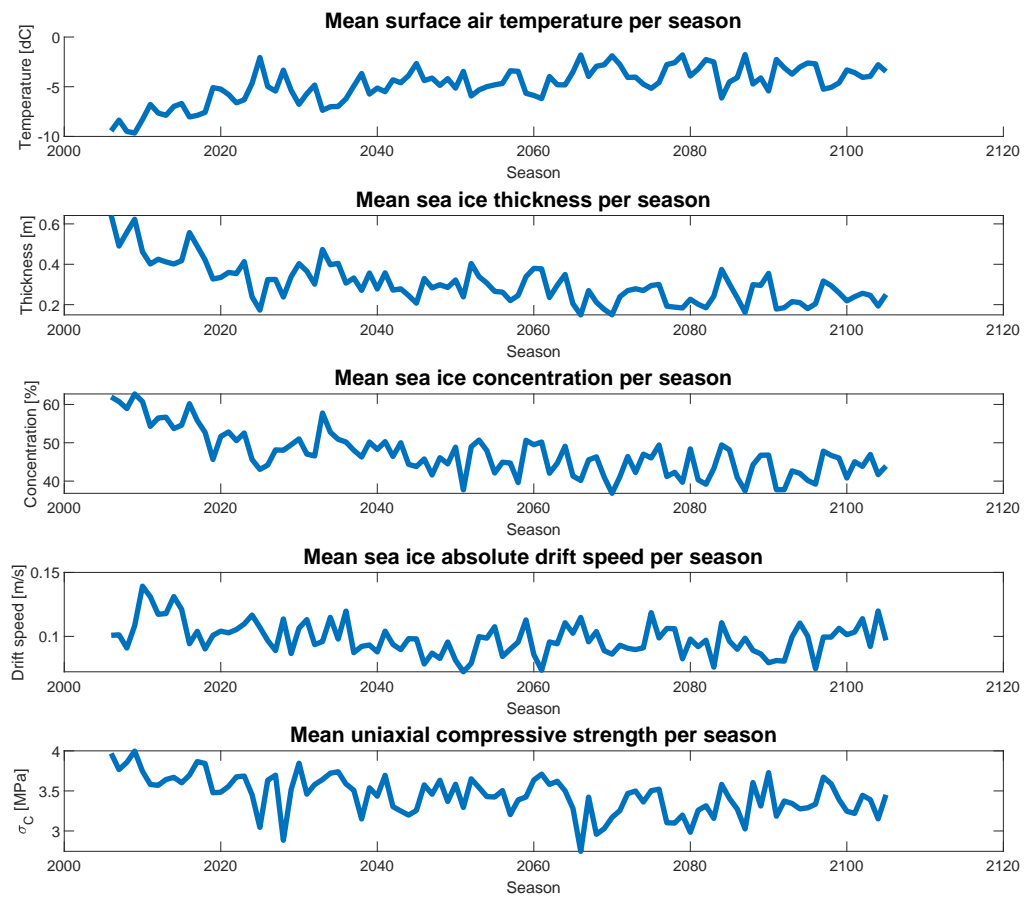 Mean surface air temperature per season
Temperature [dC]
0
-5
-10
2000 2020 2040 2060 2080 2100 2120
Season
Mean sea ice thickness per season
Thickness [m]
0.6
0.4
0.2
2000 2020 2040 2060 2080 2100 2120
Season
Mean sea ice concentration per season
Concentration [%]
60
50
40
2000 2020 2040 2060 2080 2100 2120
Season
Mean sea ice absolute drift speed per season
Drift speed [m/s]
0.15
0.1
2000 2020 2040 2060 2080 2100 2120
Season
Mean uniaxial compressive strength per season
σC [MPa]
4
3.5
3
2000 2020 2040 2060 2080 2100 2120
Season